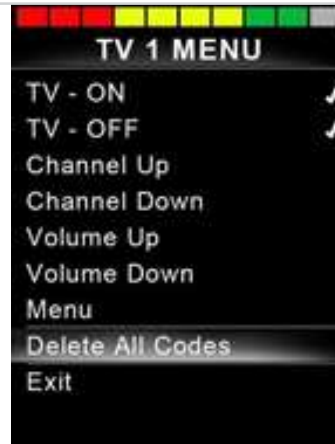 TV 1 MENU
TV - ON
TV - OFF
Channel Up
Channel Down
Volume Up
Volume Down
Menu
Delete All Codes
Exit